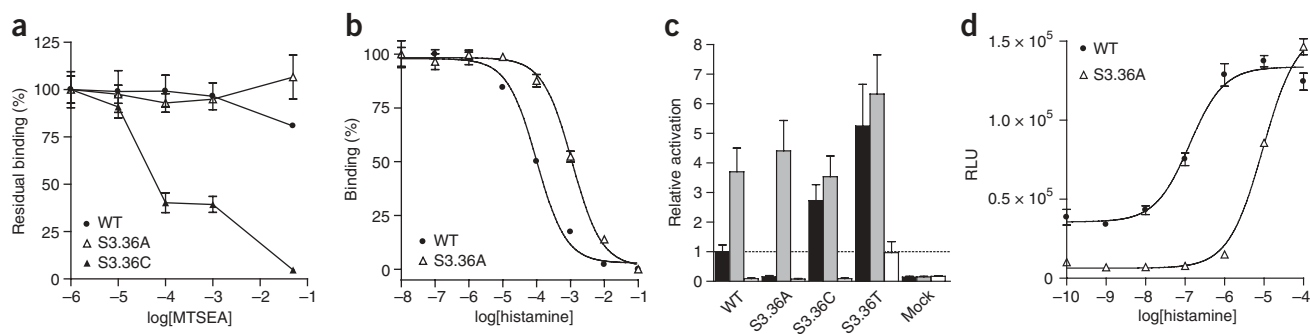 a
Residual binding (%)
125
100
75
50
25
0
WT
S3.36A
S3.36C
–6 –5 –4 –3 –2 –1
log[MTSEA]
b
Binding (%)
100
75
50
25
0
WT
S3.36A
–8 –7 –6 –5 –4 –3 –2 –1
log[histamine]
c
Relative activation
8
7
6
5
4
3
2
1
0
WT S3.36A S3.36C S3.36T Mock
d
RLU
1.5 × 10⁵
1.0 × 10⁵
0.5 × 10⁵
0
WT
S3.36A
–10 –9 –8 –7 –6 –5 –4
log[histamine]